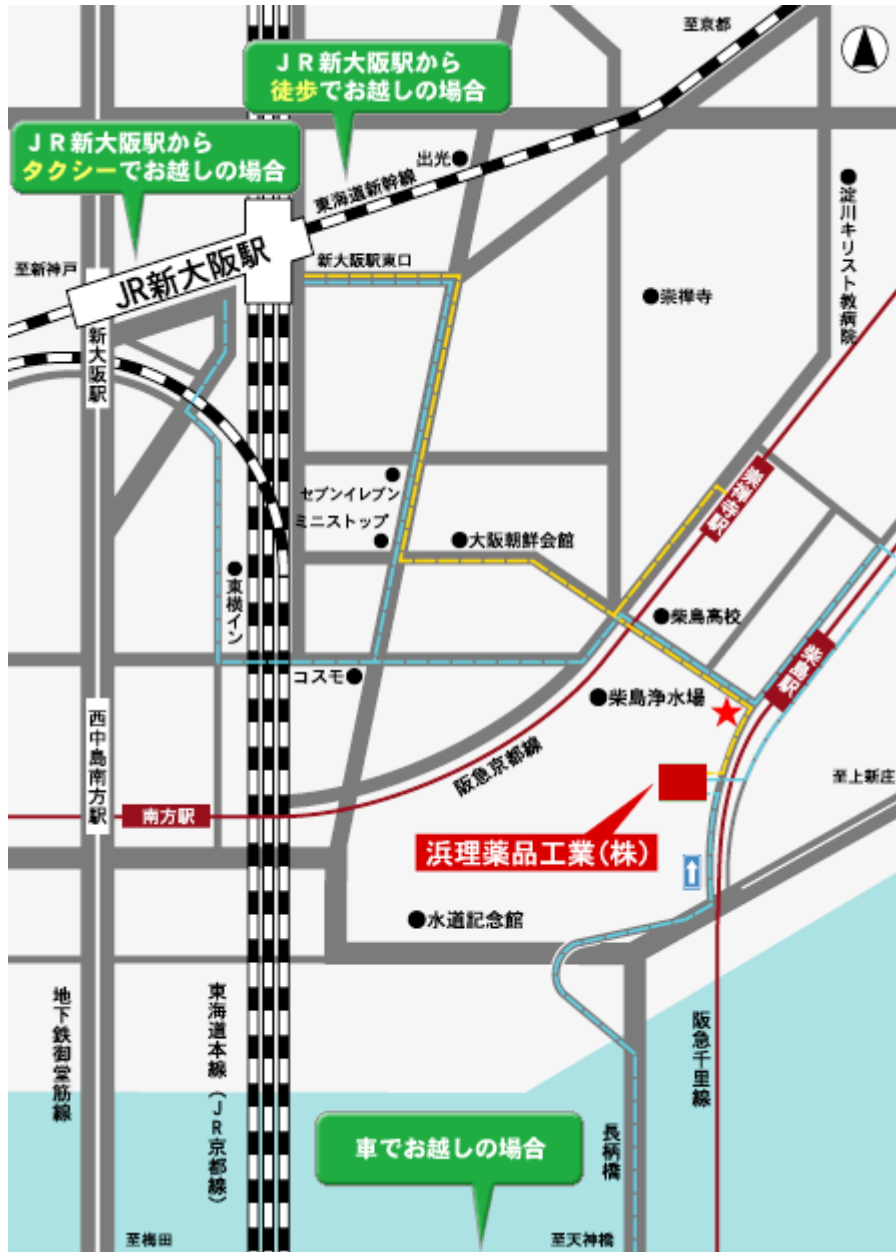 至京都
JR新大阪駅から
徒歩でお越しの場合
JR新大阪駅から
タクシーでお越しの場合
出光
東海道新幹線
淀川キリスト教病院
新大阪駅東口
至新神戸
JR新大阪駅
崇禅寺
新大阪駅
セブンイレブン
ミニストップ
大阪朝鮮会館
崇禅寺駅
東横イン
柴島高校
柴島駅
コスモ
柴島浄水場
西中島南方駅
阪急京都線
至上新庄
南方駅
浜理薬品工業(株)
水道記念館
地下鉄御堂筋線
東海道本線(JR京都線)
阪急千里線
車でお越しの場合
長柄橋
至梅田
至天神橋